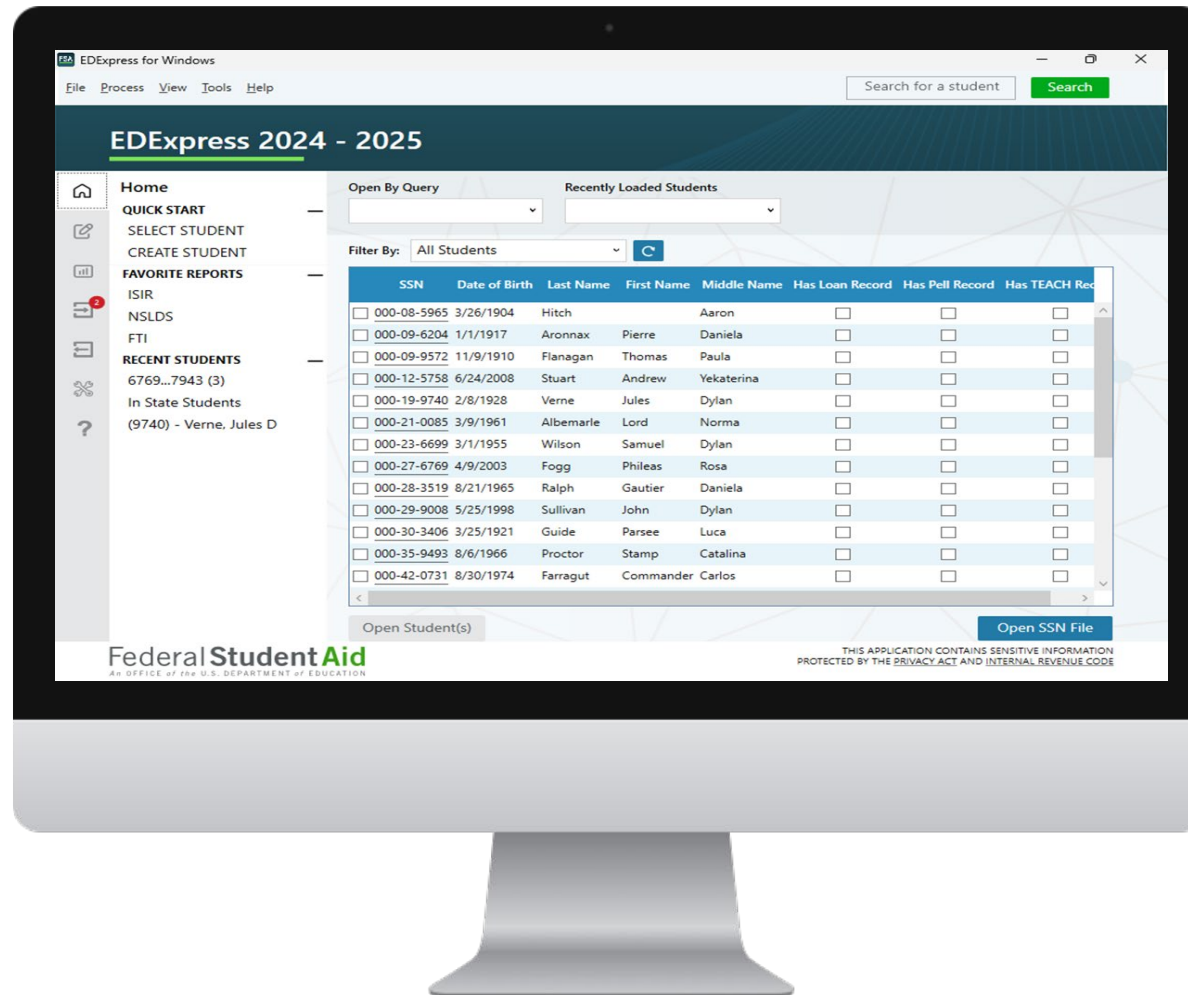 FSA EDExpress for Windows
File Process View Tools Help Search for a student Search
EDExpress 2024 - 2025
Home
QUICK START
SELECT STUDENT
CREATE STUDENT
FAVORITE REPORTS
ISIR
NSLDS
FTI
RECENT STUDENTS
6769...7943 (3)
In State Students
(9740) - Verne, Jules D
2
?
Open By Query Recently Loaded Students
Filter By: All Students
SSN Date of Birth Last Name First Name Middle Name Has Loan Record Has Pell Record Has TEACH Rec
000-08-5965 3/26/1904 Hitch Aaron
000-09-6204 1/1/1917 Aronnax Pierre Daniela
000-09-9572 11/9/1910 Flanagan Thomas Paula
000-12-5758 6/24/2008 Stuart Andrew Yekaterina
000-19-9740 2/8/1928 Verne Jules Dylan
000-21-0085 3/9/1961 Albemarle Lord Norma
000-23-6699 3/1/1955 Wilson Samuel Dylan
000-27-6769 4/9/2003 Fogg Phileas Rosa
000-28-3519 8/21/1965 Ralph Gautier Daniela
000-29-9008 5/25/1998 Sullivan John Dylan
000-30-3406 3/25/1921 Guide Parsee Luca
000-35-9493 8/6/1966 Proctor Stamp Catalina
000-42-0731 8/30/1974 Farragut Commander Carlos
Open Student(s) Open SSN File
Federal Student Aid
An OFFICE of the U.S. DEPARTMENT of EDUCATION
THIS APPLICATION CONTAINS SENSITIVE INFORMATION
PROTECTED BY THE PRIVACY ACT AND INTERNAL REVENUE CODE